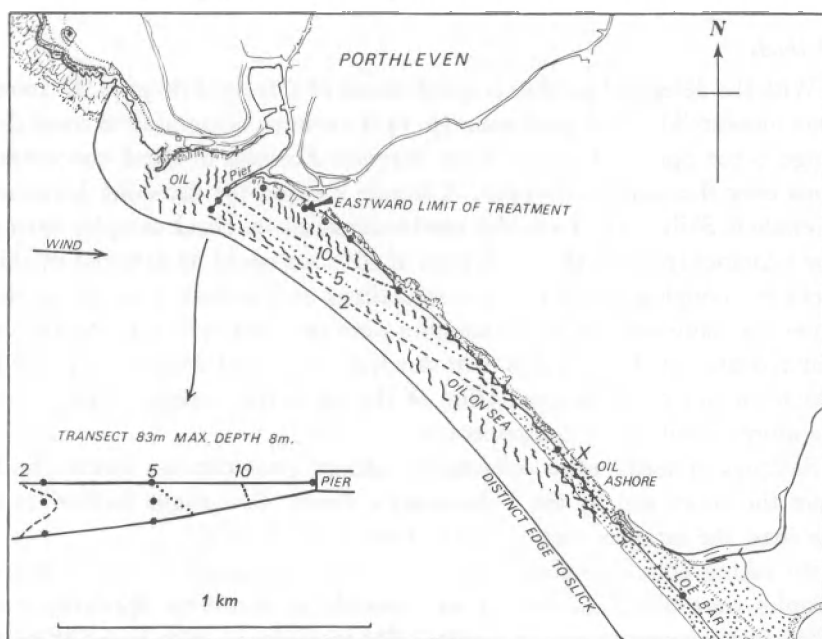 N
PORTHLEVEN
OIL
Pier
EASTWARD LIMIT OF TREATMENT
WIND
10
5
2
OIL ON SEA
X
OIL
ASHORE
TRANSECT 83m MAX. DEPTH 8m.
2 5 10
PIER
DISTINCT EDGE TO SLICK
LOE BAR
1 km